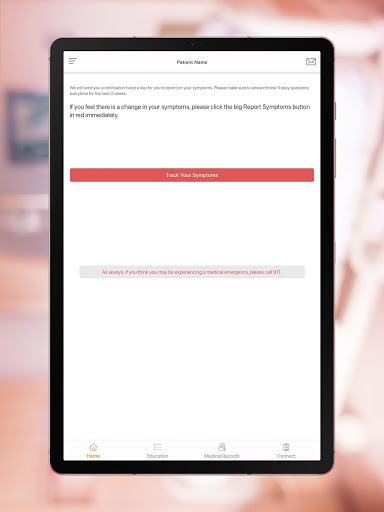 Patient Name
We will send you a notification twice a day for you to report on your symptoms. Please make sure to answer those 5 easy questions
everytime for the next 2 weeks.
If you feel there is a change in your symptoms, please click the big Report Symptoms button
in red immediately.
Track Your Symptoms
As always, if you think you may be experiencing a medical emergency, please call 911.
Home
Education
Medical Records
Connect